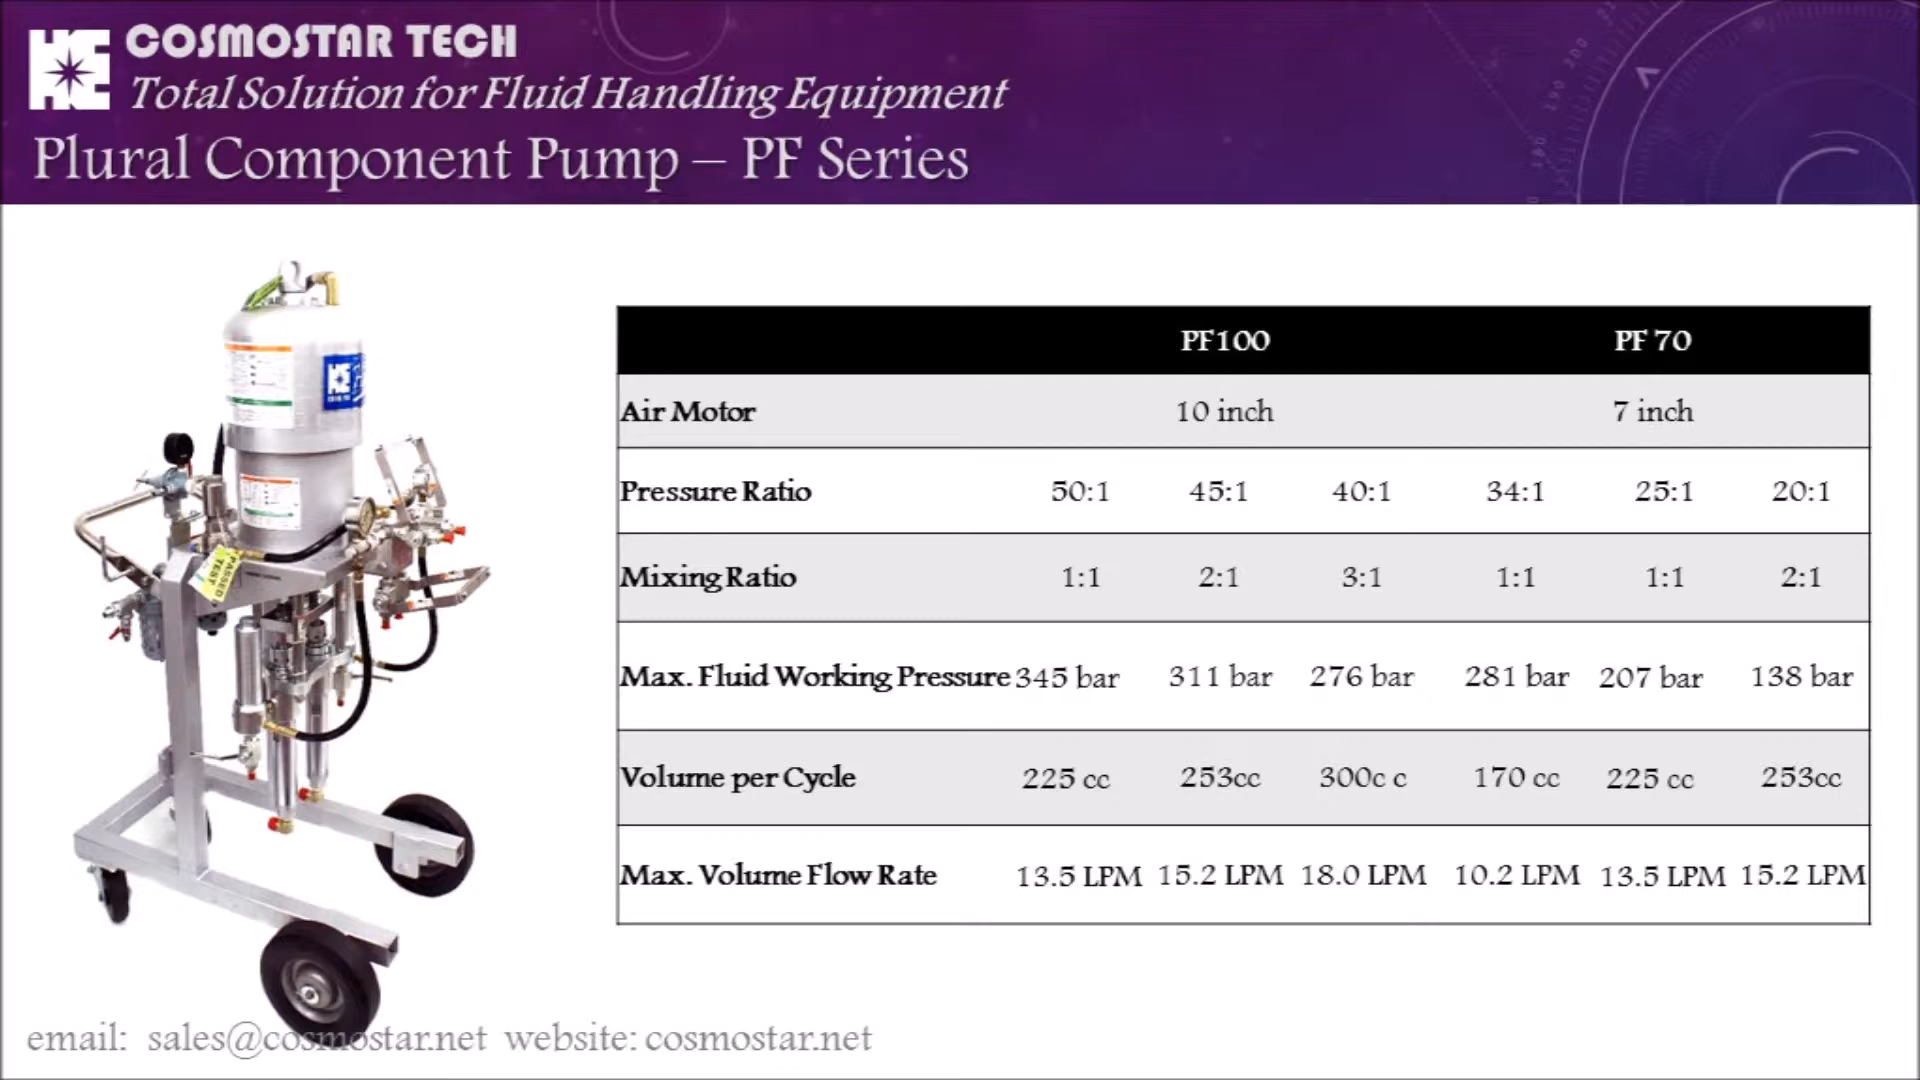 COSMOSTAR TECH
Total Solution for Fluid Handling Equipment
Plural Component Pump – PF Series
PASSED
TEST
PF100 PF 70
Air Motor 10 inch 7 inch
Pressure Ratio 50:1 45:1 40:1 34:1 25:1 20:1
Mixing Ratio 1:1 2:1 3:1 1:1 1:1 2:1
Max. Fluid Working Pressure 345 bar 311 bar 276 bar 281 bar 207 bar 138 bar
Volume per Cycle 225 cc 253cc 300c c 170 cc 225 cc 253cc
Max. Volume Flow Rate 13.5 LPM 15.2 LPM 18.0 LPM 10.2 LPM 13.5 LPM 15.2 LPM
email: sales@cosmostar.net website: cosmostar.net